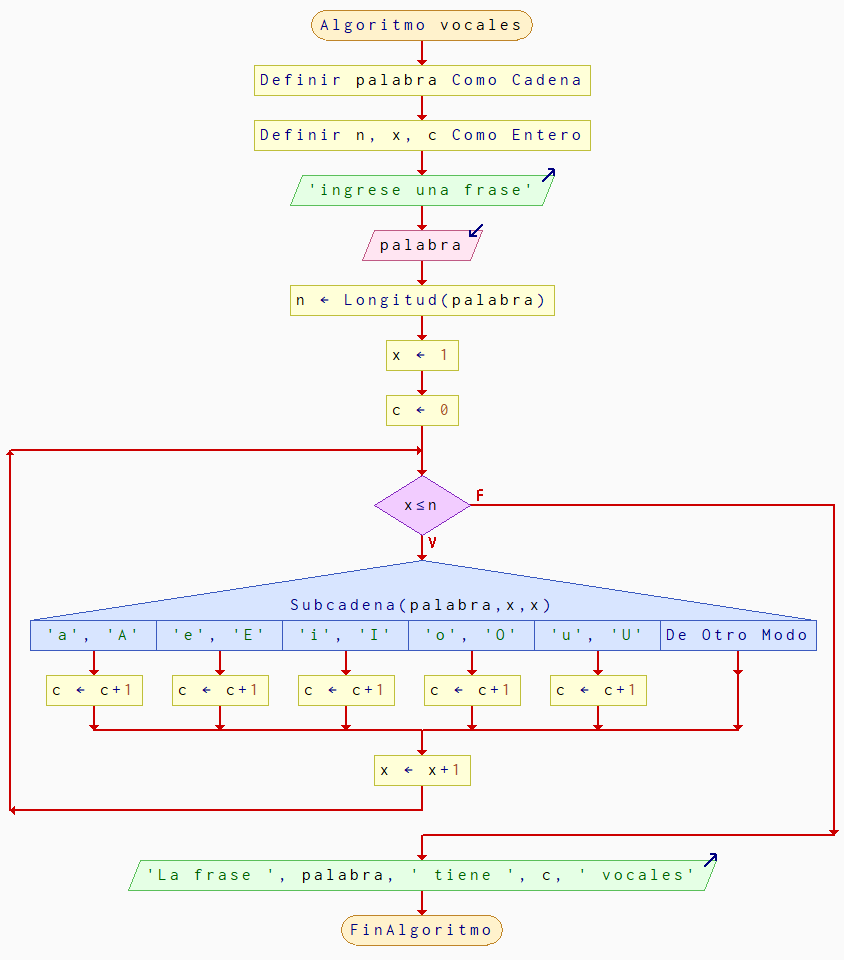 Algoritmo vocales
Definir palabra Como Cadena
Definir n, x, c Como Entero
'ingrese una frase'
palabra
n ← Longitud(palabra)
x ← 1
c ← 0
x≤n
F
V
Subcadena(palabra,x,x)
'a', 'A' 'e', 'E' 'i', 'I' 'o', 'O' 'u', 'U' De Otro Modo
c ← c+1 c ← c+1 c ← c+1 c ← c+1 c ← c+1
x ← x+1
'La frase ', palabra, ' tiene ', c, ' vocales'
FinAlgoritmo